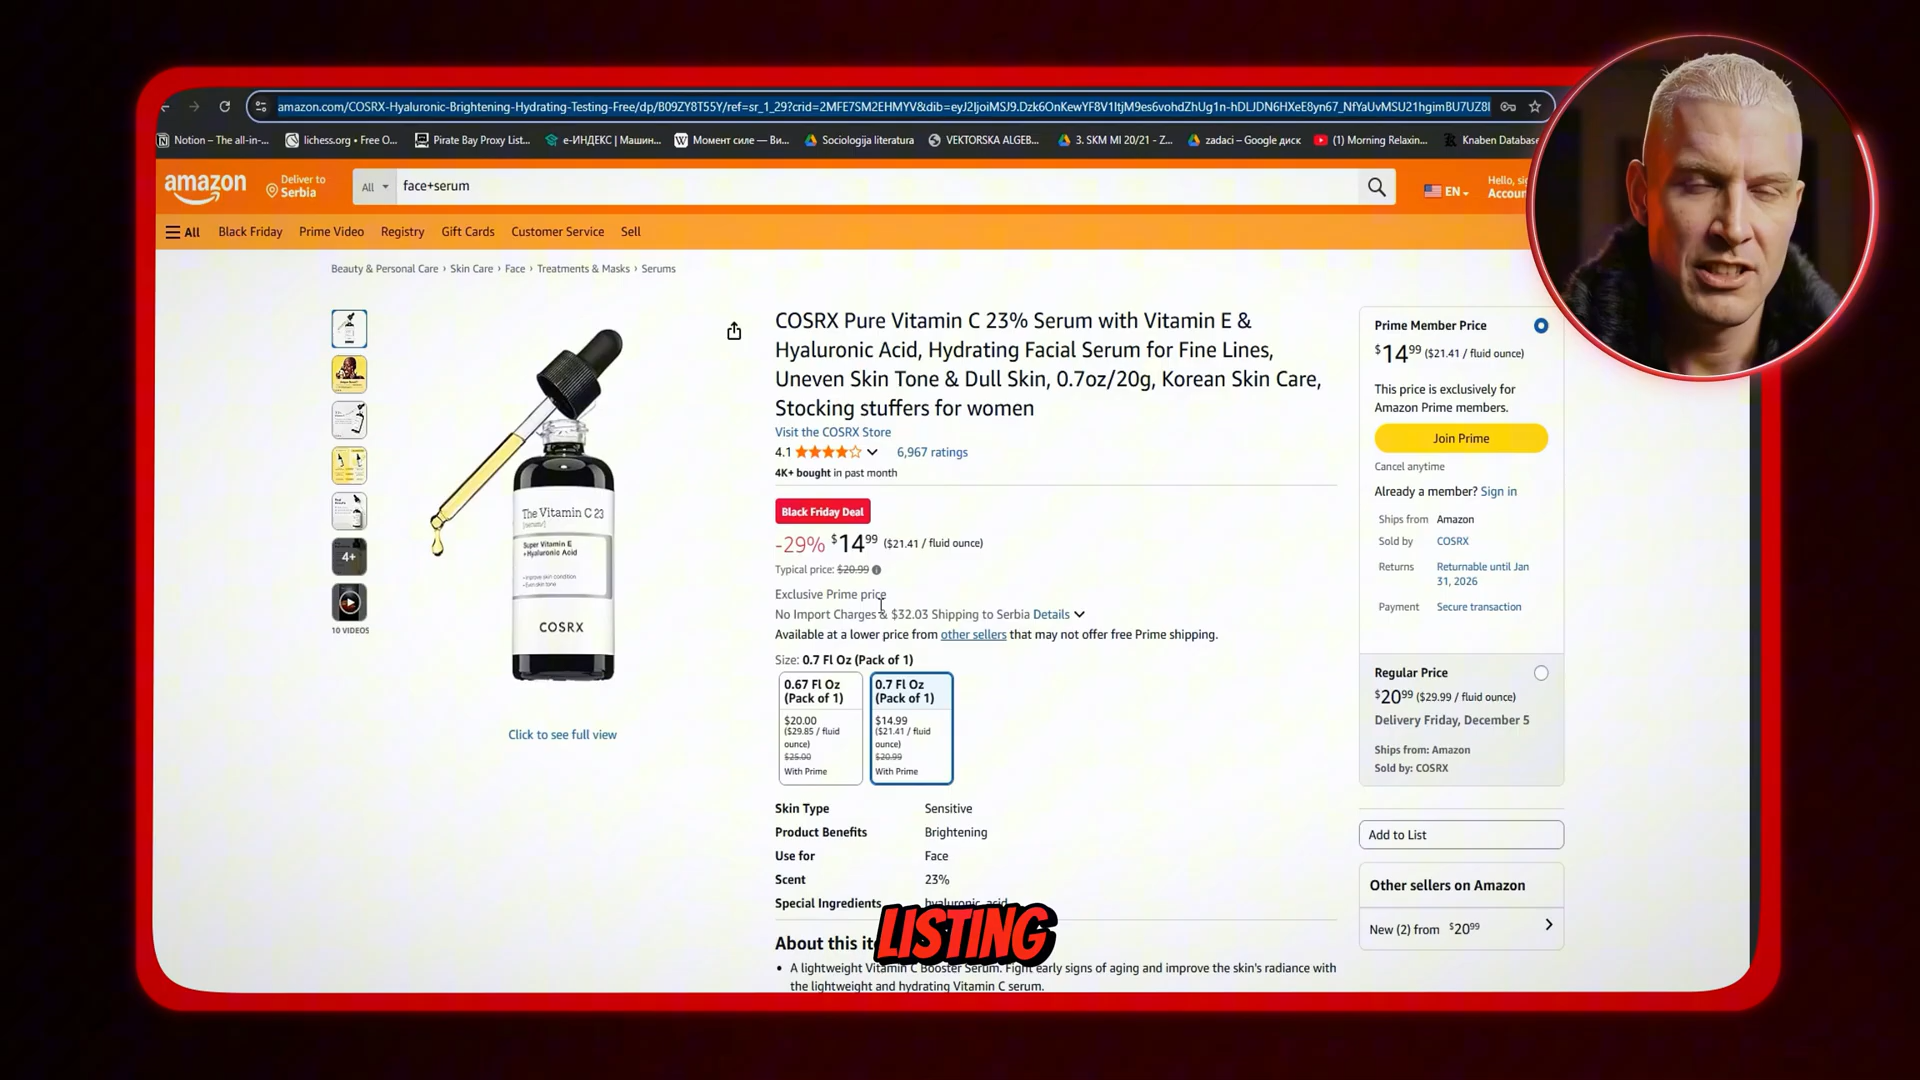 amazon.com/COSRX-Hyaluronic-Brightening-Hydrating-Testing-Free/dp/B09ZY8T55Y/ref=sr_1_29?crid=2MFE7SM2EHMYV&dib=eyJ2IjoiMSJ9.Dzk6OnKewYF8V1ItjM9es6vohdZhUg1n-hDLJDN6HXeE8yn67_NfYaUvMSU21hgimBU7UZ8I
Notion – The all-in-...
lichess.org • Free O...
Pirate Bay Proxy List...
е-ИНДЕКС | Машин...
Момент силе — Ви...
Sociologija literatura
VEKTORSKA ALGEB...
3. SKM MI 20/21 - Z...
zadaci – Google диск
(1) Morning Relaxin...
Knaben Database
amazon
Deliver to
Serbia
All
face+serum
EN
Hello, sig
Accoun
All
Black Friday
Prime Video
Registry
Gift Cards
Customer Service
Sell
Beauty & Personal Care › Skin Care › Face › Treatments & Masks › Serums
4+
10 VIDEOS
The Vitamin C 23
[serum]
Super Vitamin E
+Hyaluronic Acid
COSRX
Click to see full view
COSRX Pure Vitamin C 23% Serum with Vitamin E &
Hyaluronic Acid, Hydrating Facial Serum for Fine Lines,
Uneven Skin Tone & Dull Skin, 0.7oz/20g, Korean Skin Care,
Stocking stuffers for women
Visit the COSRX Store
4.1
6,967 ratings
4K+ bought in past month
Black Friday Deal
-29% $14.99 ($21.41 / fluid ounce)
Typical price: $20.99
Exclusive Prime price
No Import Charges & $32.03 Shipping to Serbia Details
Available at a lower price from other sellers that may not offer free Prime shipping.
Size: 0.7 Fl Oz (Pack of 1)
0.67 Fl Oz
(Pack of 1)
$20.00
($29.85 / fluid
ounce)
$25.00
With Prime
0.7 Fl Oz
(Pack of 1)
$14.99
($21.41 / fluid
ounce)
$20.99
With Prime
Skin Type Sensitive
Product Benefits Brightening
Use for Face
Scent 23%
Special Ingredients hyaluronic_acid
About this ite
LISTING
• A lightweight Vitamin C Booster Serum. Fight early signs of aging and improve the skin's radiance with
the lightweight and hydrating Vitamin C serum.
Prime Member Price
$14.99 ($21.41 / fluid ounce)
This price is exclusively for
Amazon Prime members.
Join Prime
Cancel anytime
Already a member? Sign in
Ships from Amazon
Sold by COSRX
Returns Returnable until Jan
31, 2026
Payment Secure transaction
Regular Price
$20.99 ($29.99 / fluid ounce)
Delivery Friday, December 5
Ships from: Amazon
Sold by: COSRX
Add to List
Other sellers on Amazon
New (2) from $20.99